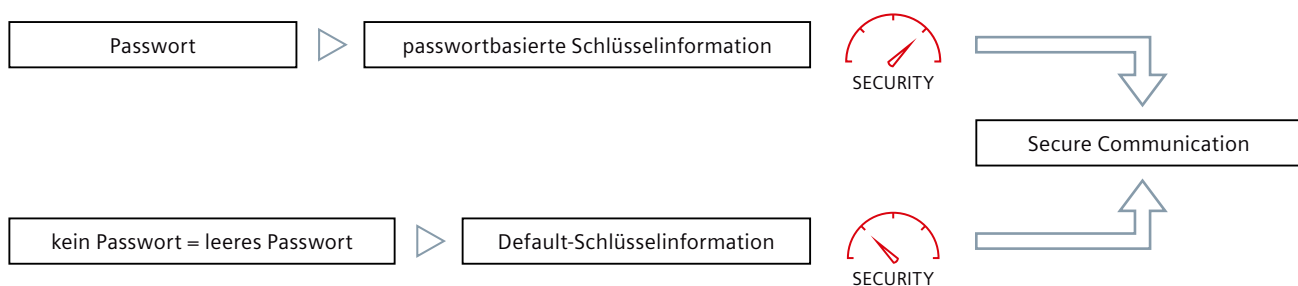 Passwort
passwortbasierte Schlüsselinformation
SECURITY
Secure Communication
kein Passwort = leeres Passwort
Default-Schlüsselinformation
SECURITY